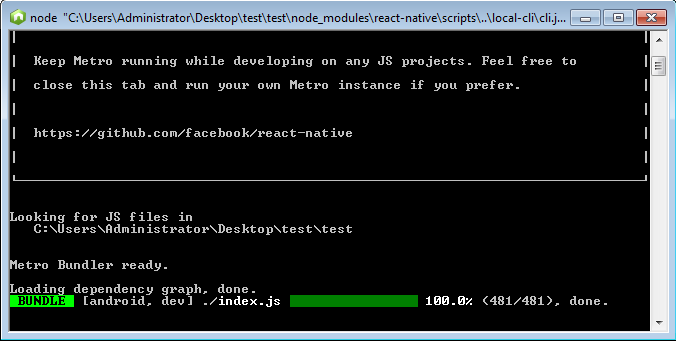 node "C:\Users\Administrator\Desktop\test\test\node_modules\react-native\scripts\..\local-cli\cli.j...
Keep Metro running while developing on any JS projects. Feel free to
close this tab and run your own Metro instance if you prefer.
https://github.com/facebook/react-native
Looking for JS files in
C:\Users\Administrator\Desktop\test\test
Metro Bundler ready.
Loading dependency graph, done.
BUNDLE [android, dev] ./index.js 100.0% (481/481), done.